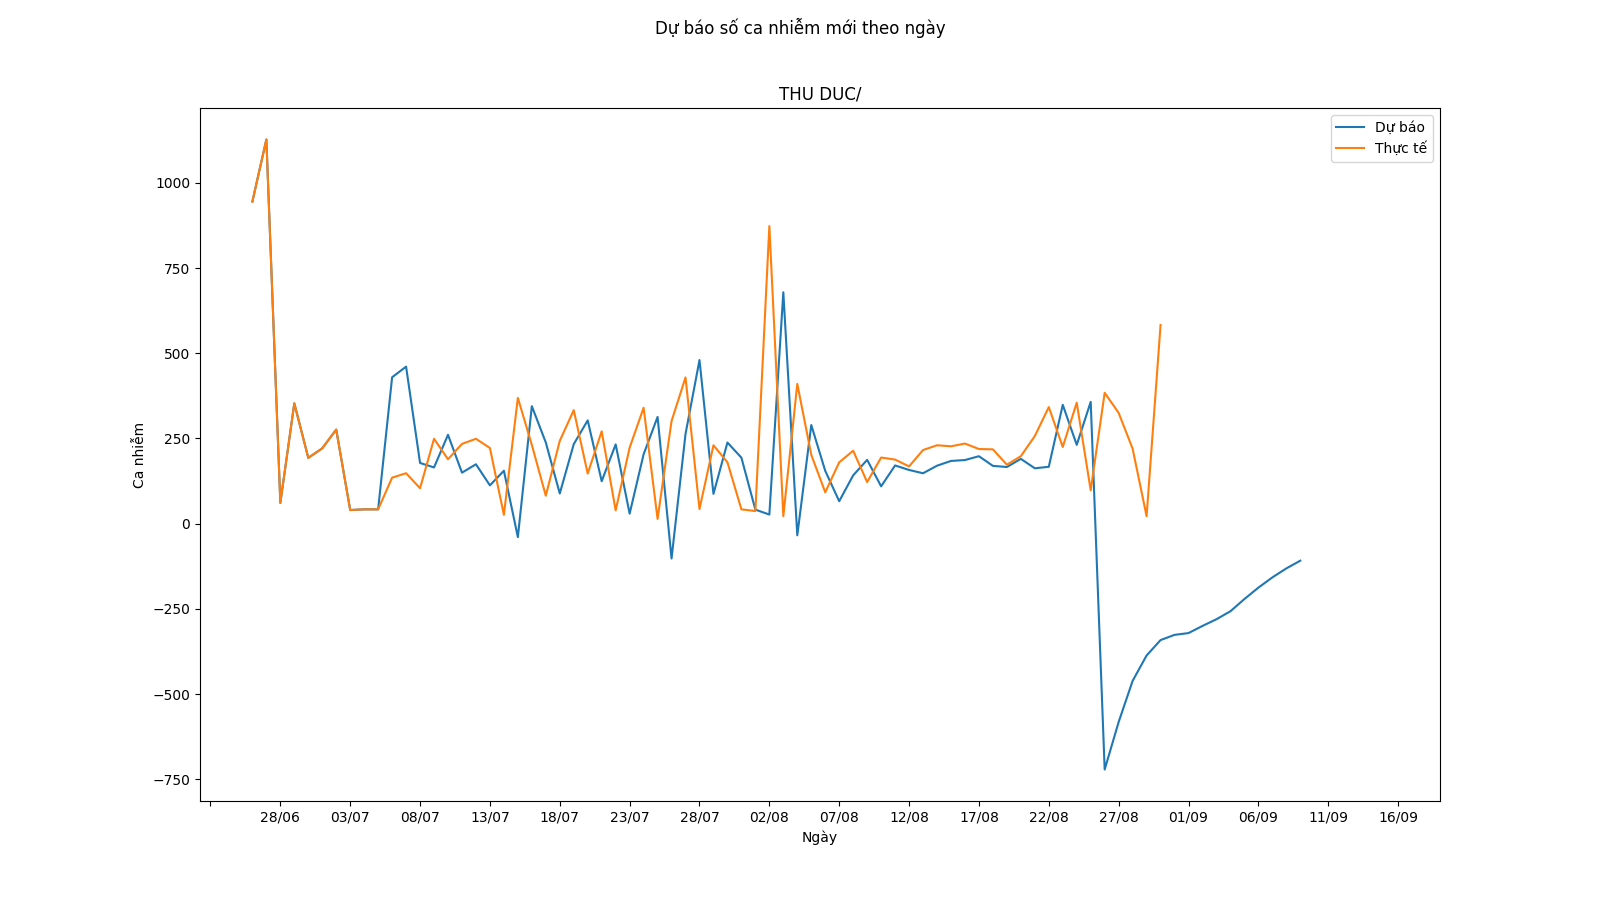 Dự báo số ca nhiễm mới theo ngày
THU DUC/
Dự báo
Thực tế
Ca nhiễm
1000
750
500
250
0
−250
−500
−750
28/06 03/07 08/07 13/07 18/07 23/07 28/07 02/08 07/08 12/08 17/08 22/08 27/08 01/09 06/09 11/09 16/09
Ngày